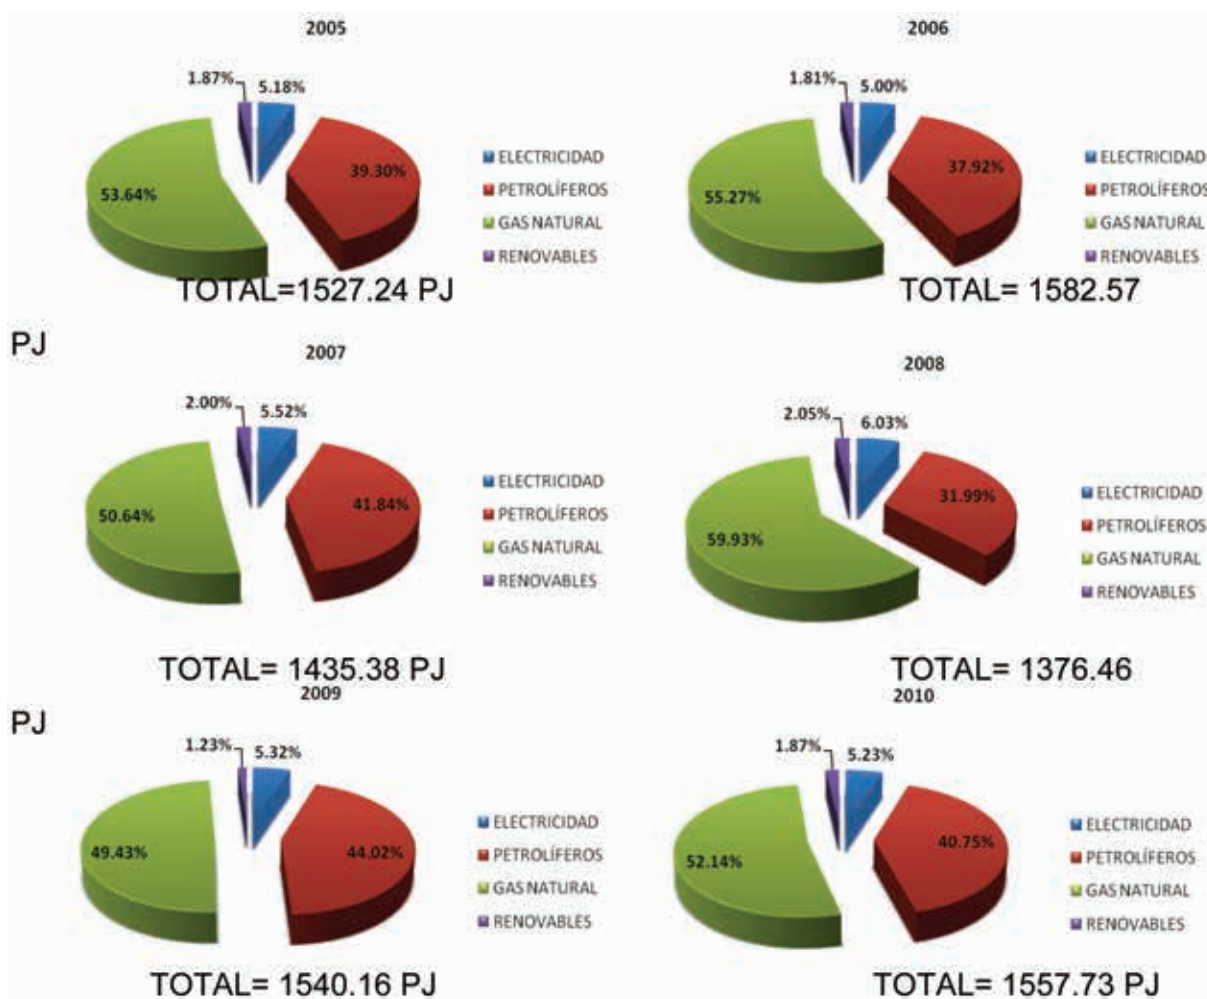 2005
1.87%
5.18%
39.30%
53.64%
ELECTRICIDAD
PETROLÍFEROS
GAS NATURAL
RENOVABLES
TOTAL=1527.24 PJ
2006
1.81%
5.00%
37.92%
55.27%
ELECTRICIDAD
PETROLÍFEROS
GAS NATURAL
RENOVABLES
TOTAL= 1582.57
PJ
2007
2.00%
5.52%
41.84%
50.64%
ELECTRICIDAD
PETROLÍFEROS
GAS NATURAL
RENOVABLES
TOTAL= 1435.38 PJ
2008
2.05%
6.03%
31.99%
59.93%
ELECTRICIDAD
PETROLÍFEROS
GAS NATURAL
RENOVABLES
TOTAL= 1376.46
PJ
2009
1.23%
5.32%
44.02%
49.43%
ELECTRICIDAD
PETROLÍFEROS
GAS NATURAL
RENOVABLES
TOTAL= 1540.16 PJ
2010
1.87%
5.23%
40.75%
52.14%
ELECTRICIDAD
PETROLÍFEROS
GAS NATURAL
RENOVABLES
TOTAL= 1557.73 PJ